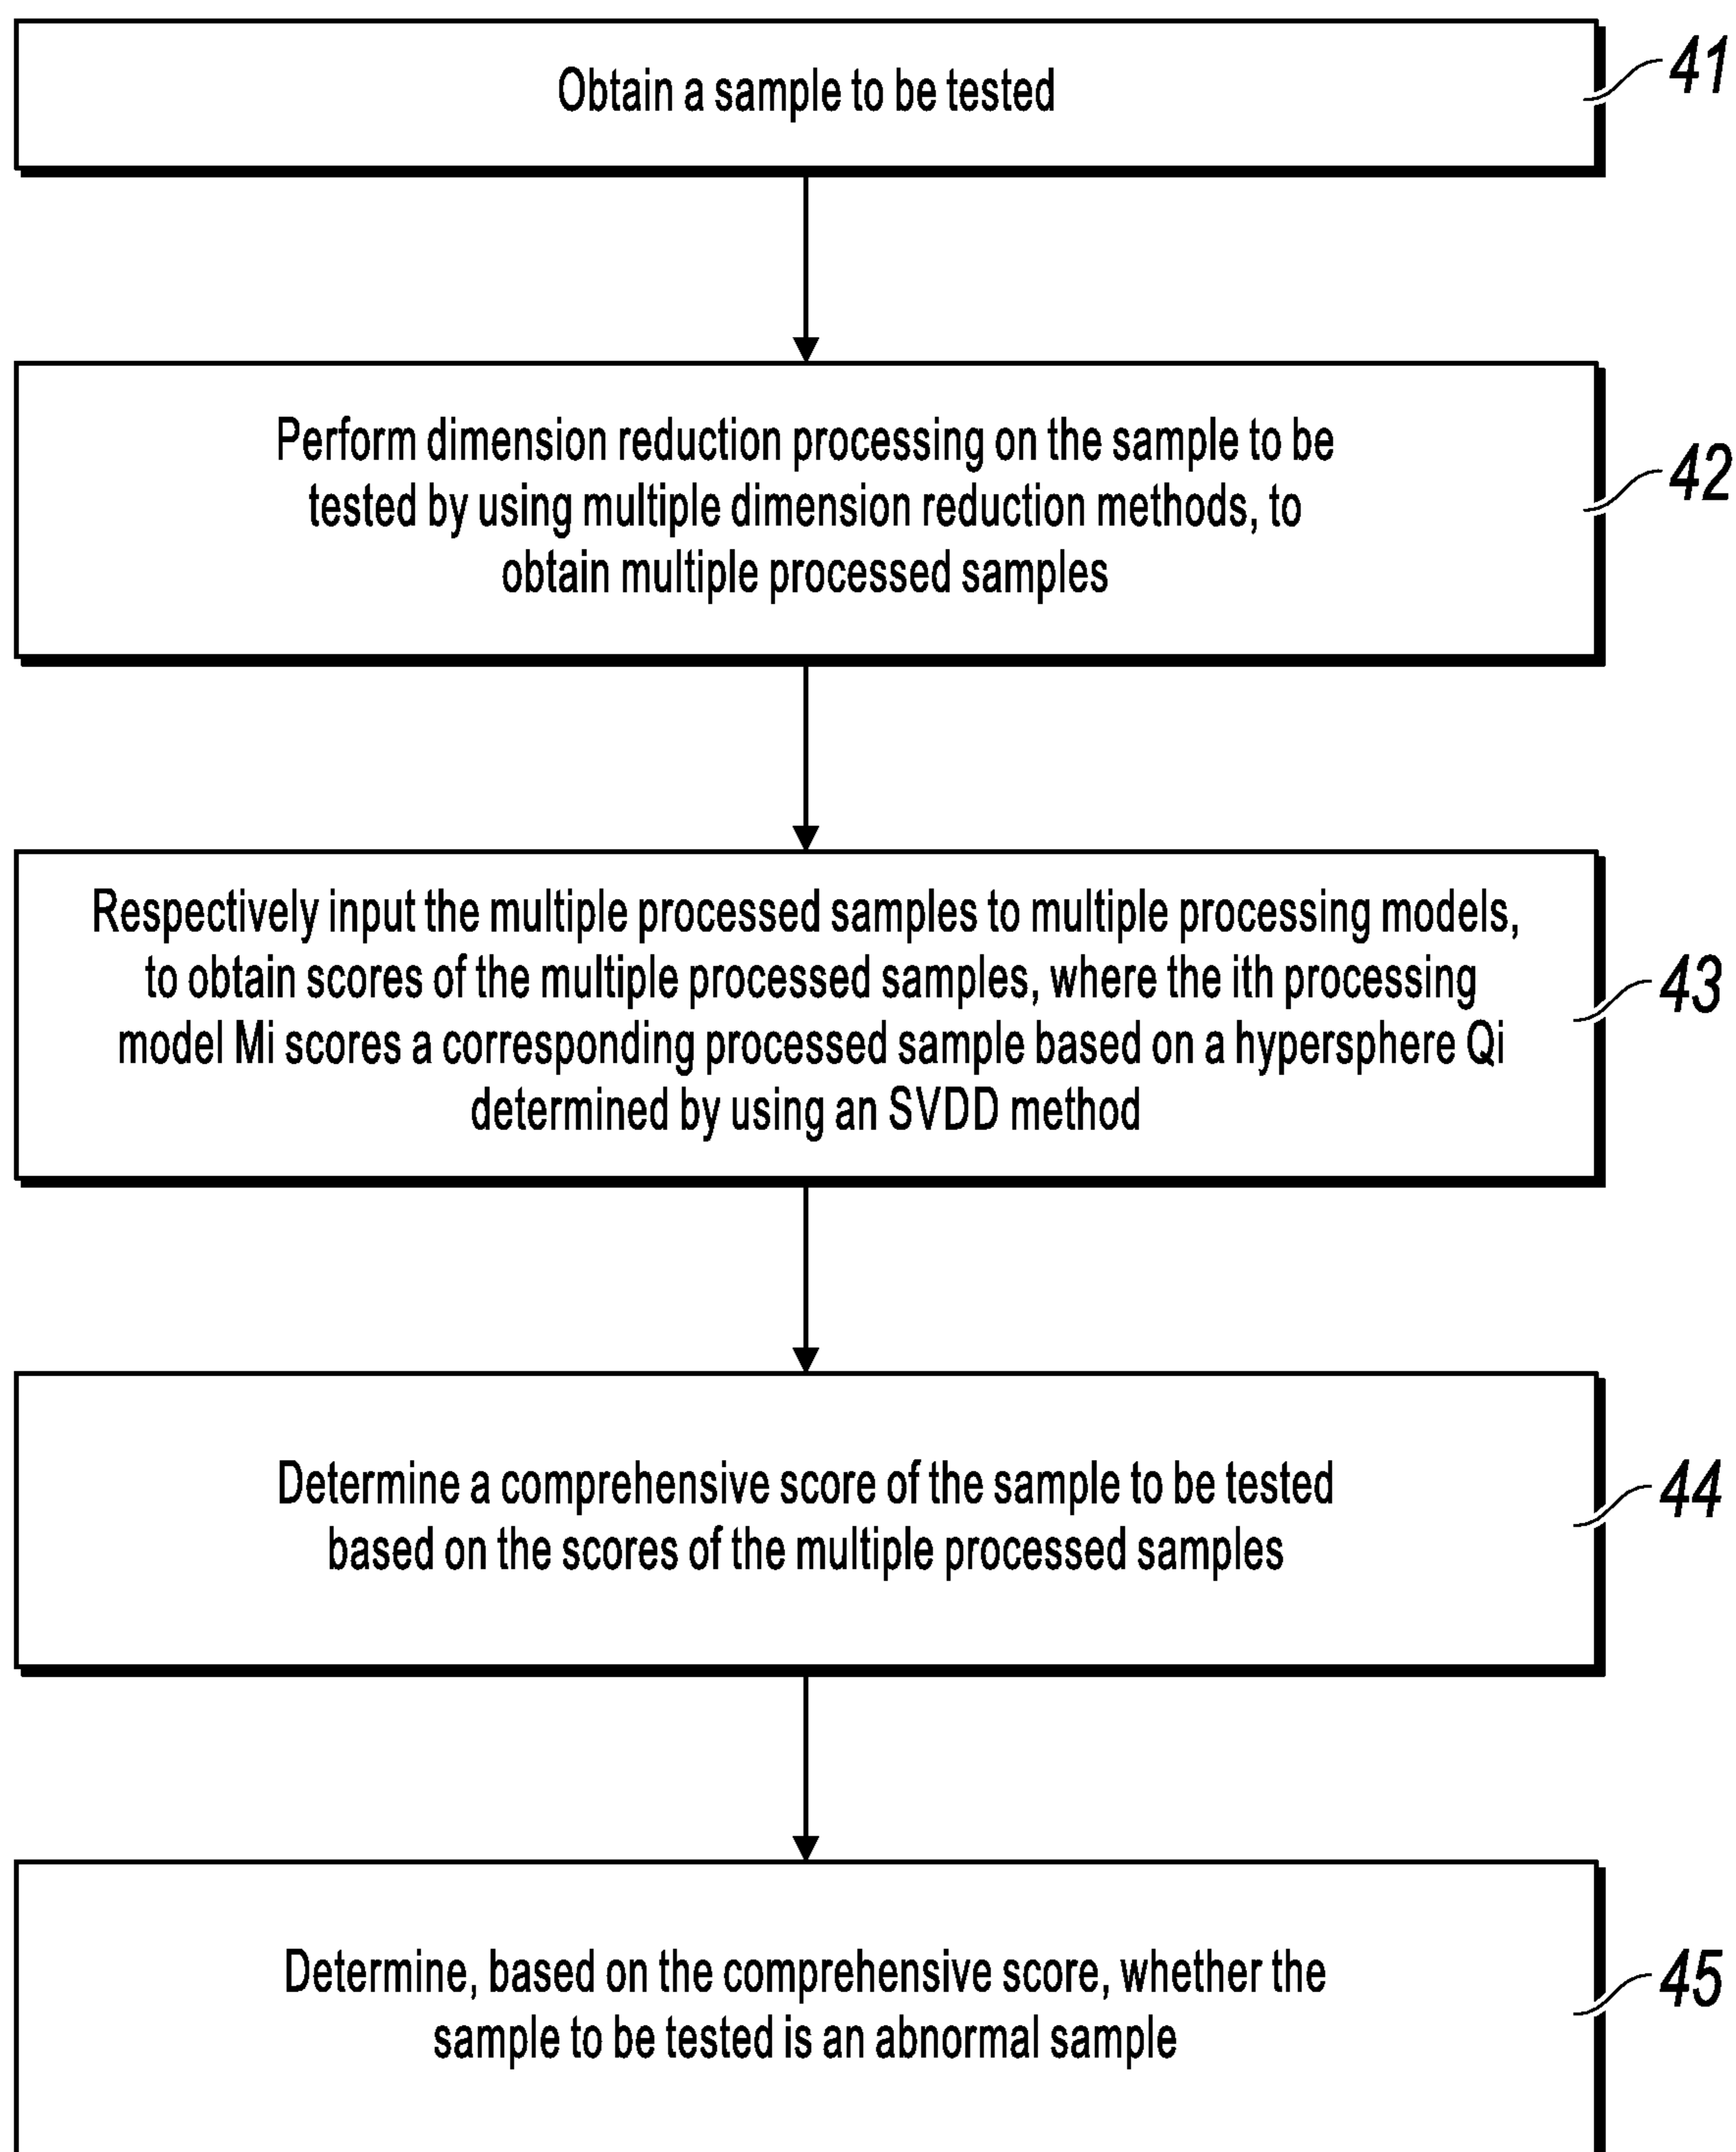 Obtain a sample to be tested
41
Perform dimension reduction processing on the sample to be
tested by using multiple dimension reduction methods, to
obtain multiple processed samples
42
Respectively input the multiple processed samples to multiple processing models,
to obtain scores of the multiple processed samples, where the ith processing
model Mi scores a corresponding processed sample based on a hypersphere Qi
determined by using an SVDD method
43
Determine a comprehensive score of the sample to be tested
based on the scores of the multiple processed samples
44
Determine, based on the comprehensive score, whether the
sample to be tested is an abnormal sample
45